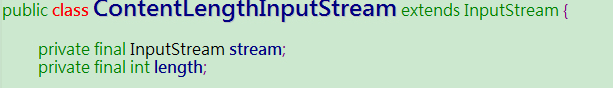 public class ContentLengthInputStream extends InputStream {
private final InputStream stream;
private final int length;